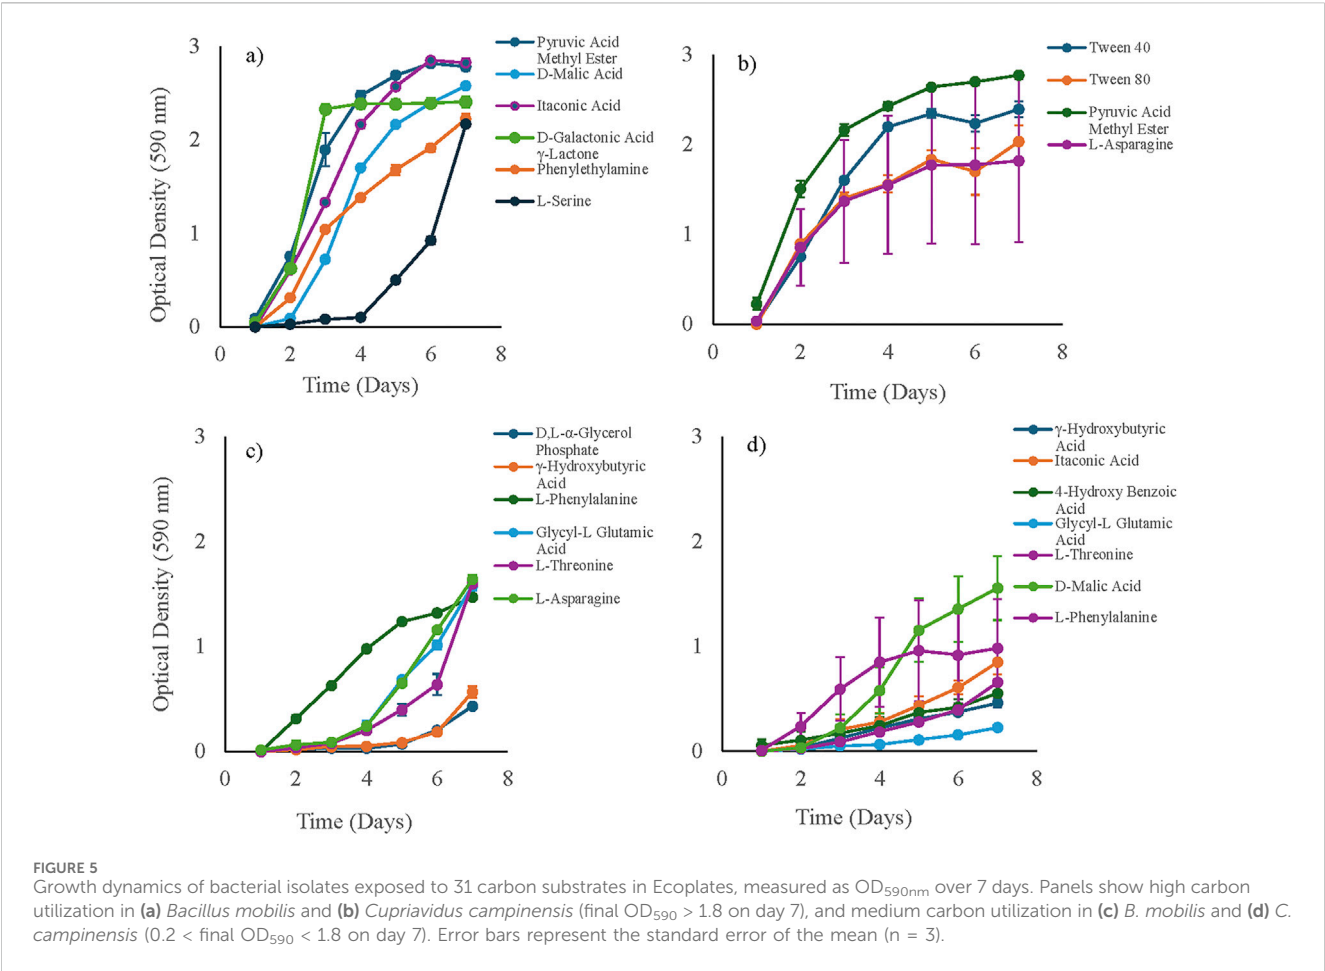 a)
Optical Density (590 nm)
3
2
1
0
0 2 4 6 8
Time (Days)
Pyruvic Acid
Methyl Ester
D-Malic Acid
Itaconic Acid
D-Galactonic Acid
γ-Lactone
Phenylethylamine
L-Serine
b)
3
2
1
0
0 2 4 6 8
Time (Days)
Tween 40
Tween 80
Pyruvic Acid
Methyl Ester
L-Asparagine
c)
Optical Density (590 nm)
3
2
1
0
0 2 4 6 8
Time (Days)
D,L-α-Glycerol
Phosphate
γ-Hydroxybutyric
Acid
L-Phenylalanine
Glycyl-L Glutamic
Acid
L-Threonine
L-Asparagine
d)
3
2
1
0
0 2 4 6 8
Time (Days)
γ-Hydroxybutyric
Acid
Itaconic Acid
4-Hydroxy Benzoic
Acid
Glycyl-L Glutamic
Acid
L-Threonine
D-Malic Acid
L-Phenylalanine
FIGURE 5
Growth dynamics of bacterial isolates exposed to 31 carbon substrates in Ecoplates, measured as OD590nm over 7 days. Panels show high carbon
utilization in (a) Bacillus mobilis and (b) Cupriavidus campinensis (final OD590 > 1.8 on day 7), and medium carbon utilization in (c) B. mobilis and (d) C.
campinensis (0.2 < final OD590 < 1.8 on day 7). Error bars represent the standard error of the mean (n = 3).